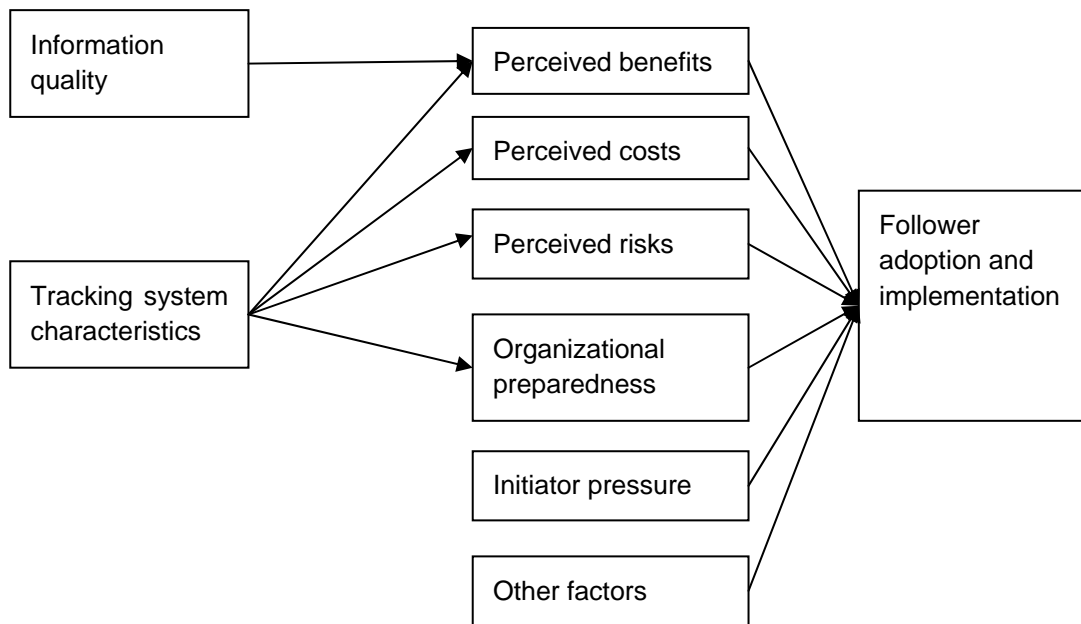 Information
quality
Tracking system
characteristics
Perceived benefits
Perceived costs
Perceived risks
Organizational
preparedness
Initiator pressure
Other factors
Follower
adoption and
implementation